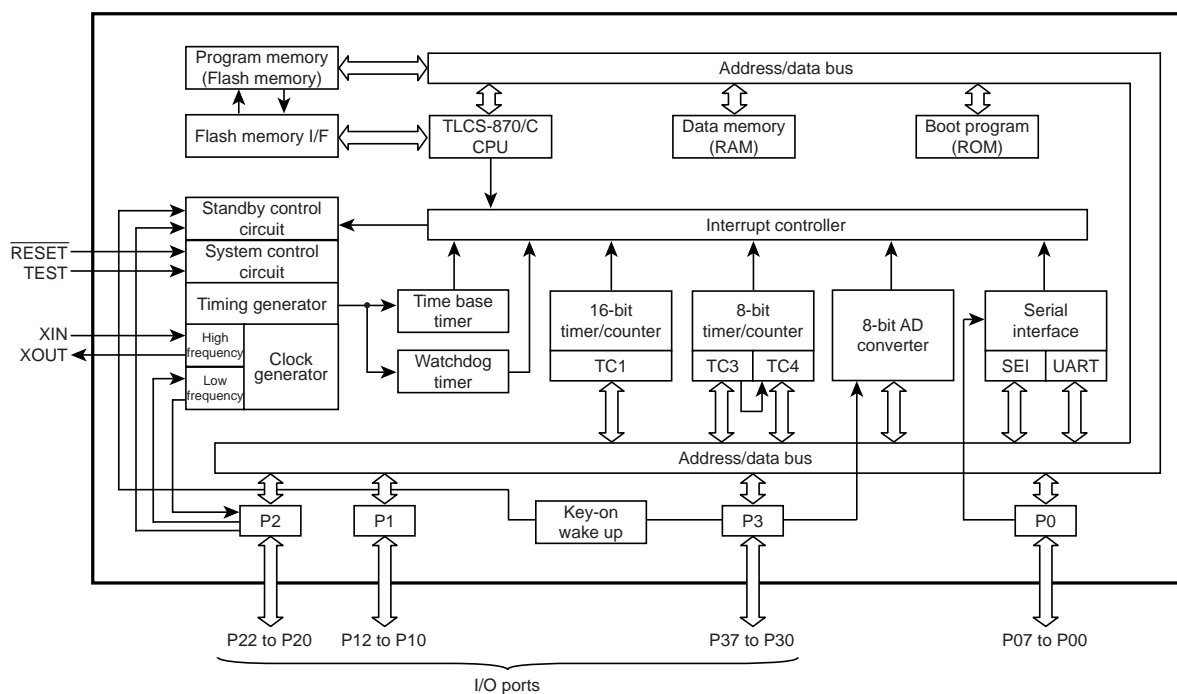 Program memory
(Flash memory)
Address/data bus
Flash memory I/F
TLCS-870/C
CPU
Data memory
(RAM)
Boot program
(ROM)
Standby control
circuit
Interrupt controller
RESET
TEST
System control
circuit
Timing generator
Time base
timer
16-bit
timer/counter
TC1
8-bit
timer/counter
TC3
TC4
8-bit AD
converter
Serial
interface
SEI
UART
XIN
XOUT
High
frequency
Low
frequency
Clock
generator
Watchdog
timer
Address/data bus
P2
P1
Key-on
wake up
P3
P0
P22 to P20
P12 to P10
P37 to P30
P07 to P00
I/O ports